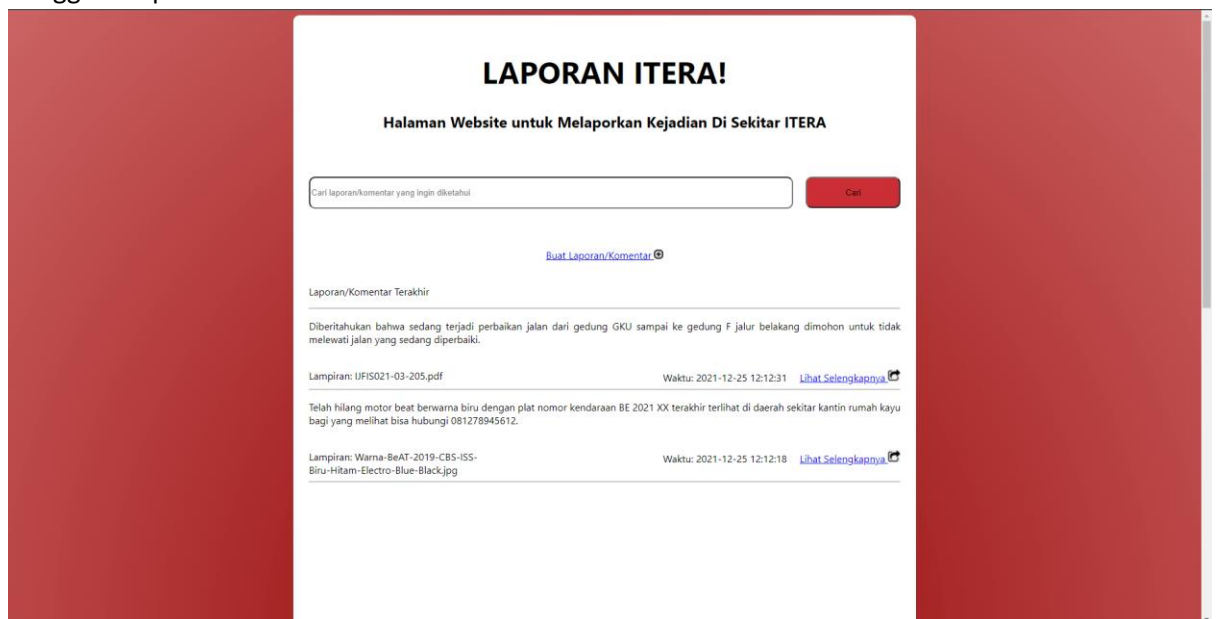 LAPORAN ITERA!
Halaman Website untuk Melaporkan Kejadian Di Sekitar ITERA
Cari laporan/komentar yang ingin diketahui
Cari
Buat Laporan/Komentar
Laporan/Komentar Terakhir
Diberitahukan bahwa sedang terjadi perbaikan jalan dari gedung GKU sampai ke gedung F jalur belakang dimohon untuk tidak
melewati jalan yang sedang diperbaiki.
Lampiran: IJFIS021-03-205.pdf
Waktu: 2021-12-25 12:12:31 Lihat Selengkapnya
Telah hilang motor beat berwarna biru dengan plat nomor kendaraan BE 2021 XX terakhir terlihat di daerah sekitar kantin rumah kayu
bagi yang melihat bisa hubungi 081278945612.
Lampiran: Warna-BeAT-2019-CBS-ISS-
Biru-Hitam-Electro-Blue-Black.jpg
Waktu: 2021-12-25 12:12:18 Lihat Selengkapnya